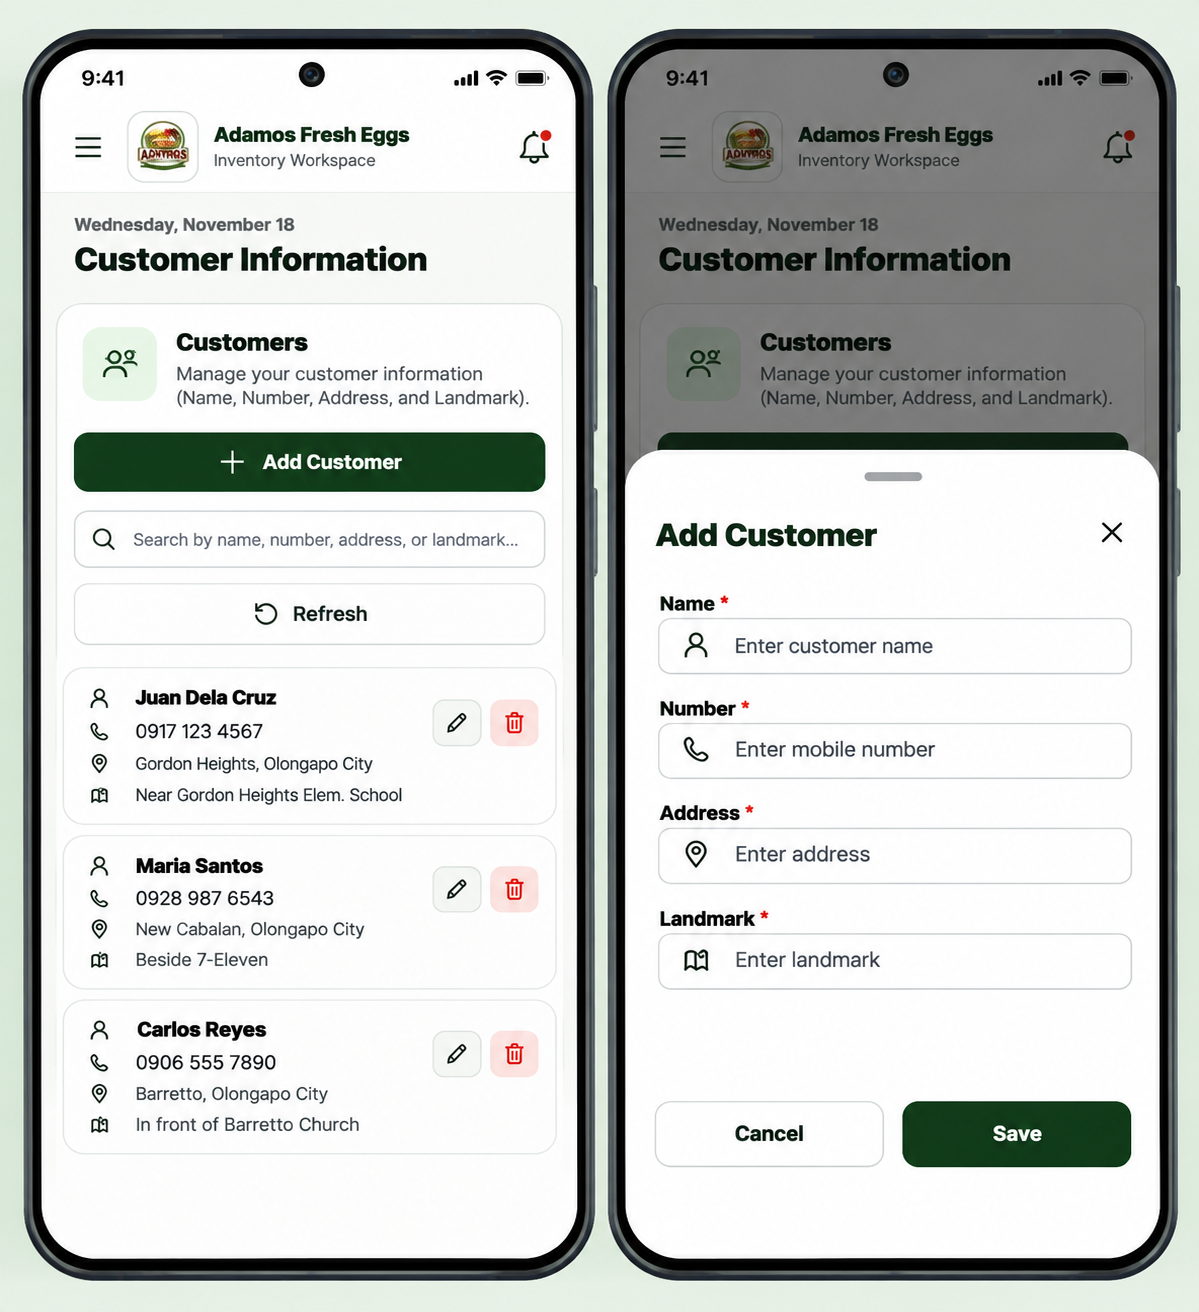 9:41
ADAMOS
Adamos Fresh Eggs
Inventory Workspace
Wednesday, November 18
Customer Information
Customers
Manage your customer information
(Name, Number, Address, and Landmark).
Add Customer
Search by name, number, address, or landmark...
Refresh
Juan Dela Cruz
0917 123 4567
Gordon Heights, Olongapo City
Near Gordon Heights Elem. School
Maria Santos
0928 987 6543
New Cabalan, Olongapo City
Beside 7-Eleven
Carlos Reyes
0906 555 7890
Barretto, Olongapo City
In front of Barretto Church
9:41
ADAMOS
Adamos Fresh Eggs
Inventory Workspace
Wednesday, November 18
Customer Information
Customers
Manage your customer information
(Name, Number, Address, and Landmark).
Add Customer
Name *
Enter customer name
Number *
Enter mobile number
Address *
Enter address
Landmark *
Enter landmark
Cancel
Save